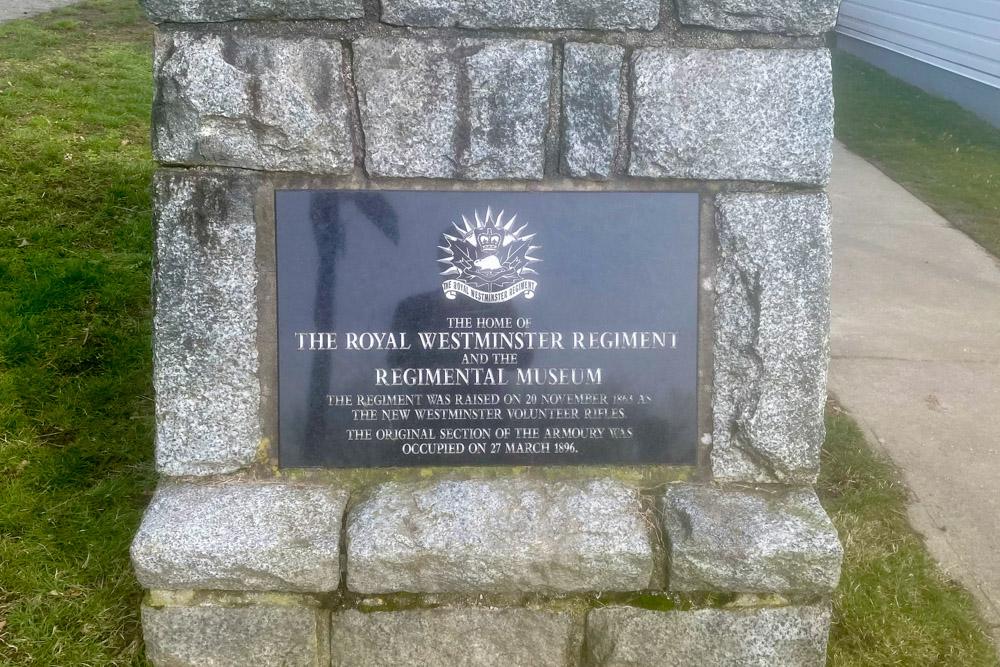 THE ROYAL WESTMINSTER REGIMENT
THE HOME OF
THE ROYAL WESTMINSTER REGIMENT
AND THE
REGIMENTAL MUSEUM
THE REGIMENT WAS RAISED ON 20 NOVEMBER 1863 AS
THE NEW WESTMINSTER VOLUNTEER RIFLES.
THE ORIGINAL SECTION OF THE ARMOURY WAS
OCCUPIED ON 27 MARCH 1896.